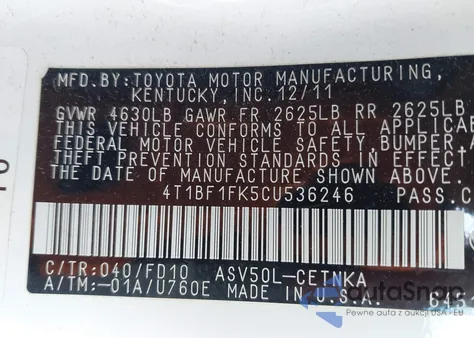 MFD.BY: TOYOTA MOTOR MANUFACTURING,
KENTUCKY, INC. 12/11
GVWR 4630LB GAWR FR 2625LB RR 2625LB
THIS VEHICLE CONFORMS TO ALL APPLICAB
FEDERAL MOTOR VEHICLE SAFETY, BUMPER, A
THEFT PREVENTION STANDARDS IN EFFECT
THE DATE OF MANUFACTURE SHOWN ABOVE.
4T1BF1FK5CU536246 PASS.C
C/TR: 040/FD10 ASV50L-CETNKA
A/TM: -01A/U760E MADE IN U.S.A.
autoSnap
Pewne auta z aukcji USA - EU